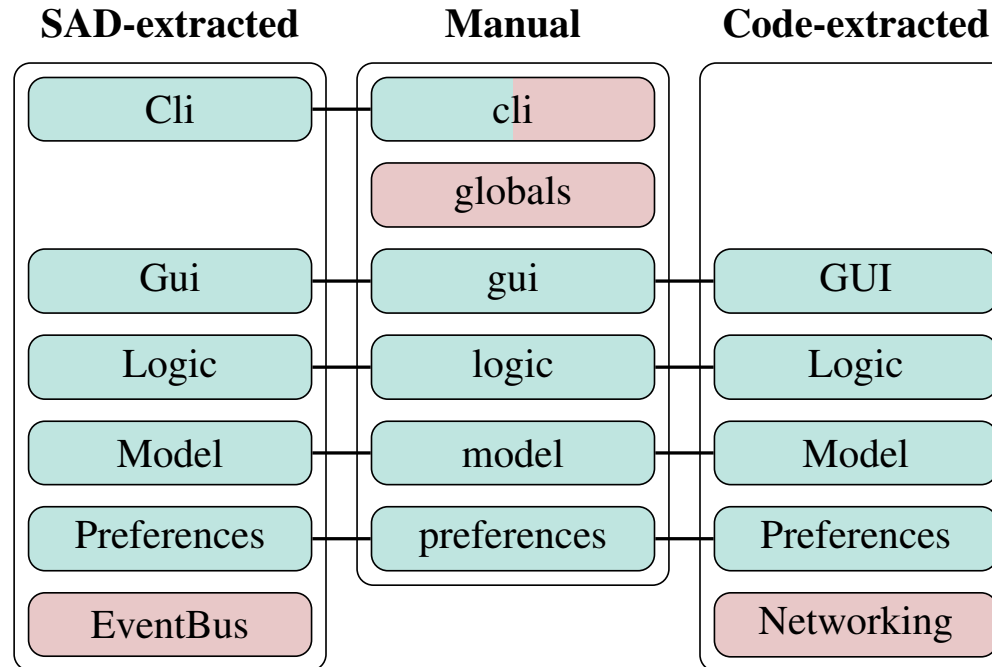 SAD-extracted Manual Code-extracted
Cli cli
globals
Gui gui GUI
Logic logic Logic
Model model Model
Preferences preferences Preferences
EventBus Networking